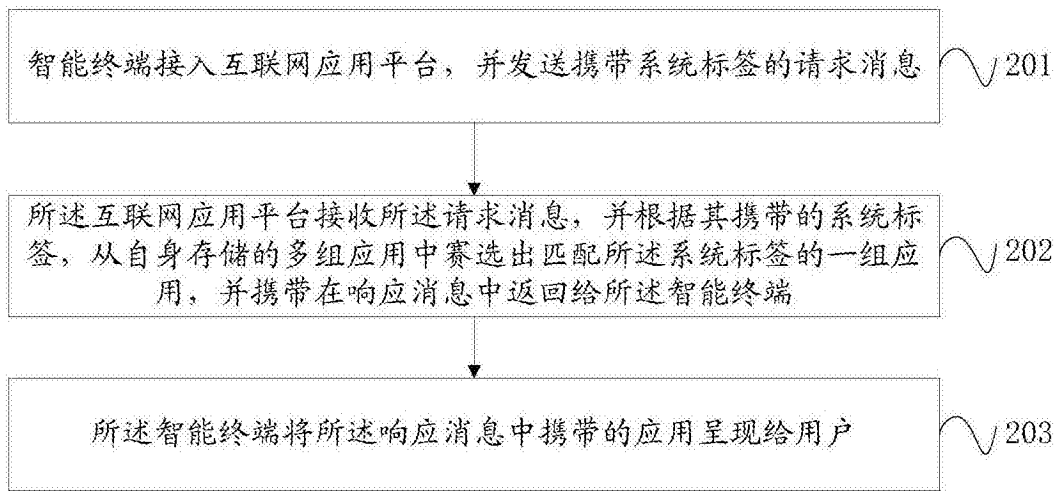 智能终端接入互联网应用平台，并发送携带系统标签的请求消息
201
所述互联网应用平台接收所述请求消息，并根据其携带的系统标
签，从自身存储的多组应用中赛选出匹配所述系统标签的一组应
用，并携带在响应消息中返回给所述智能终端
202
所述智能终端将所述响应消息中携带的应用呈现给用户
203